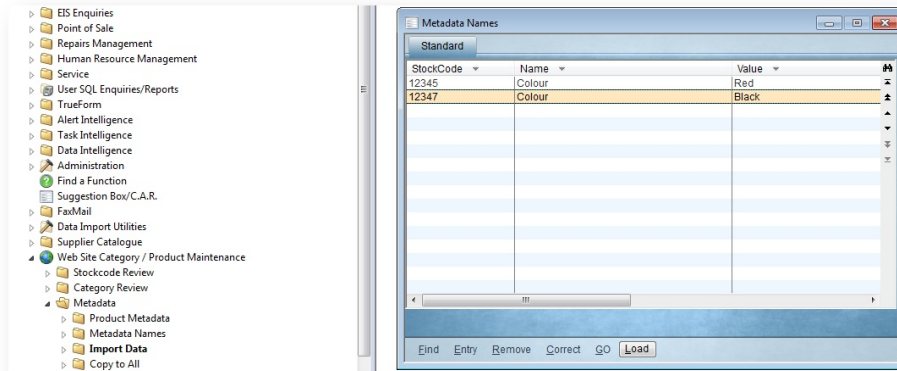 EIS Enquiries
Point of Sale
Repairs Management
Human Resource Management
Service
User SQL Enquiries/Reports
TrueForm
Alert Intelligence
Task Intelligence
Data Intelligence
Administration
Find a Function
Suggestion Box/C.A.R.
FaxMail
Data Import Utilities
Supplier Catalogue
Web Site Category / Product Maintenance
Stockcode Review
Category Review
Metadata
Product Metadata
Metadata Names
Import Data
Copy to All
Metadata Names
Standard
StockCode Name Value
12345 Colour Red
12347 Colour Black
Find Entry Remove Correct GO Load